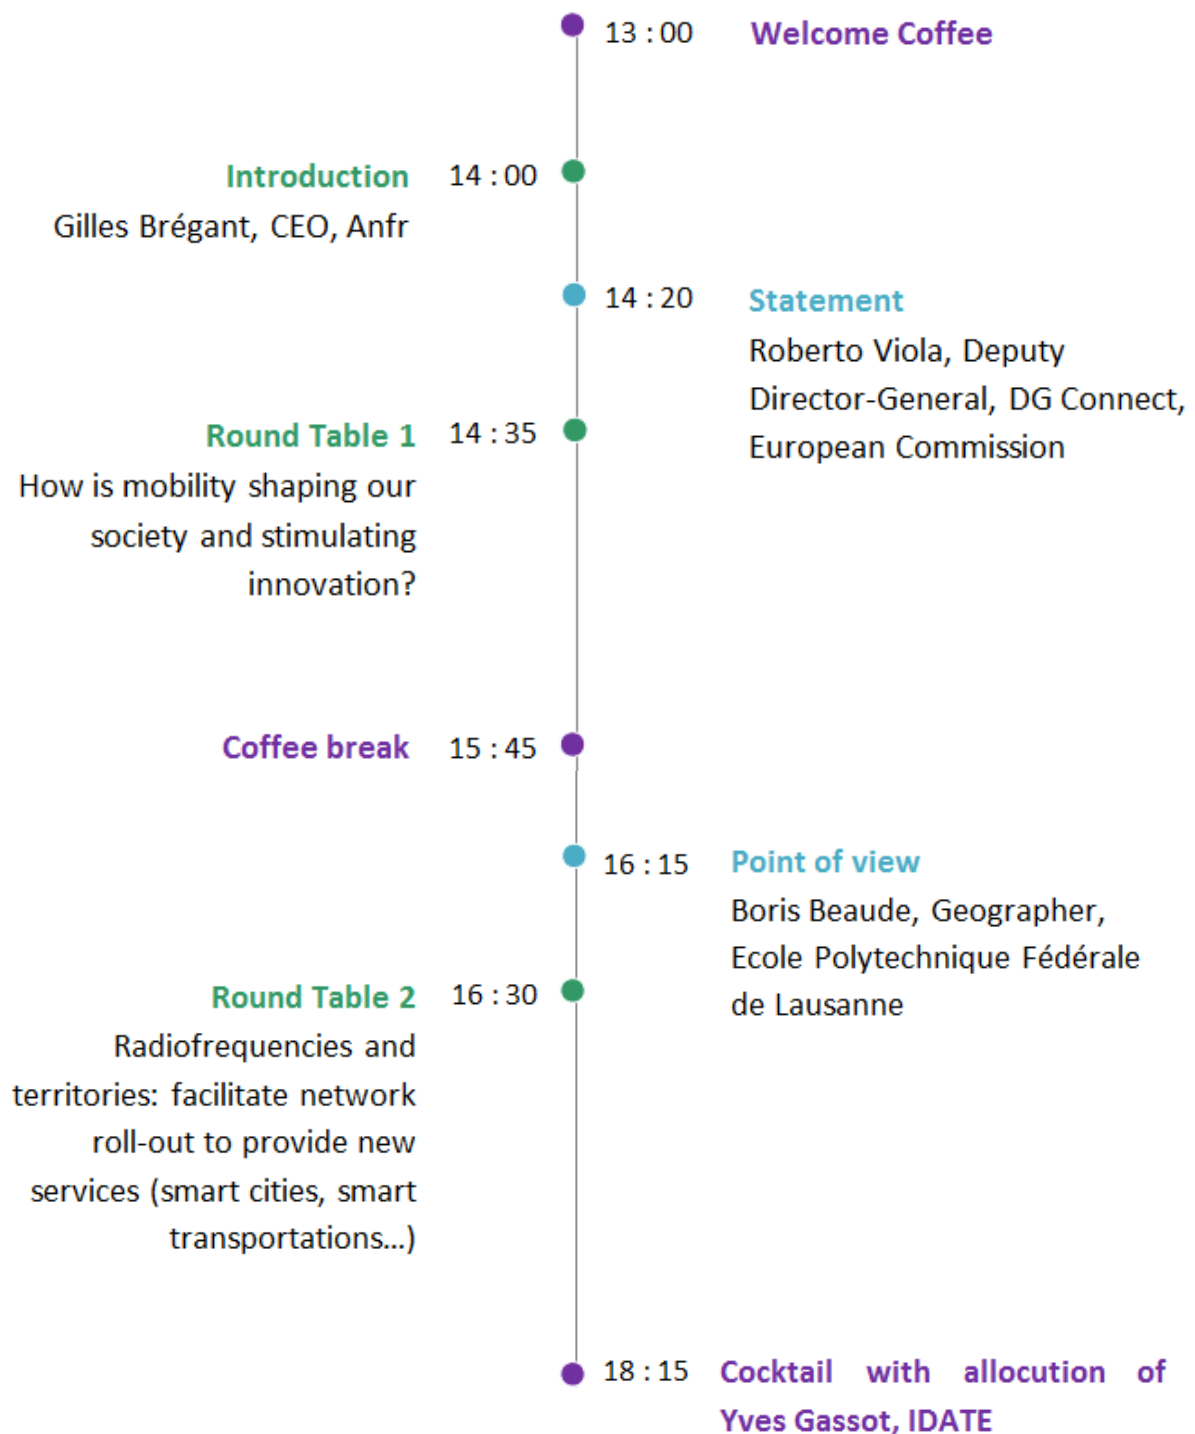 13 : 00 Welcome Coffee
Introduction 14 : 00
Gilles Brégant, CEO, Anfr
14 : 20 Statement
Roberto Viola, Deputy
Director-General, DG Connect,
European Commission
Round Table 1 14 : 35
How is mobility shaping our
society and stimulating
innovation?
Coffee break 15 : 45
16 : 15 Point of view
Boris Beaude, Geographer,
Ecole Polytechnique Fédérale
de Lausanne
Round Table 2 16 : 30
Radiofrequencies and
territories: facilitate network
roll-out to provide new
services (smart cities, smart
transportations...)
18 : 15 Cocktail with allocution of
Yves Gassot, IDATE